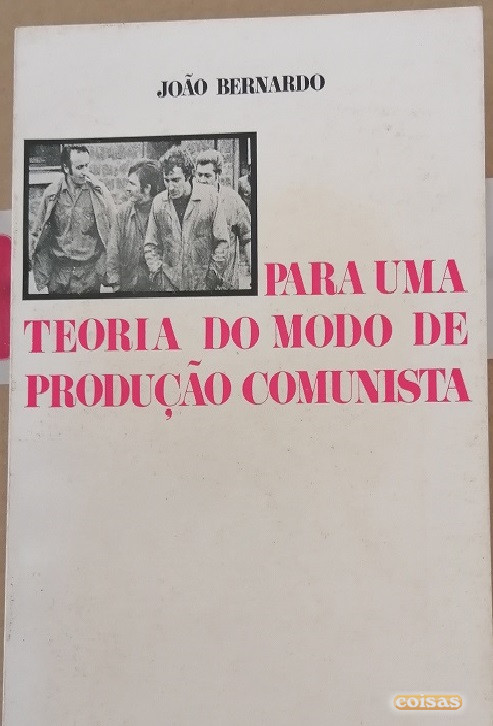 JOÃO BERNARDO
PARA UMA
TEORIA DO MODO DE
PRODUÇÃO COMUNISTA
coisas